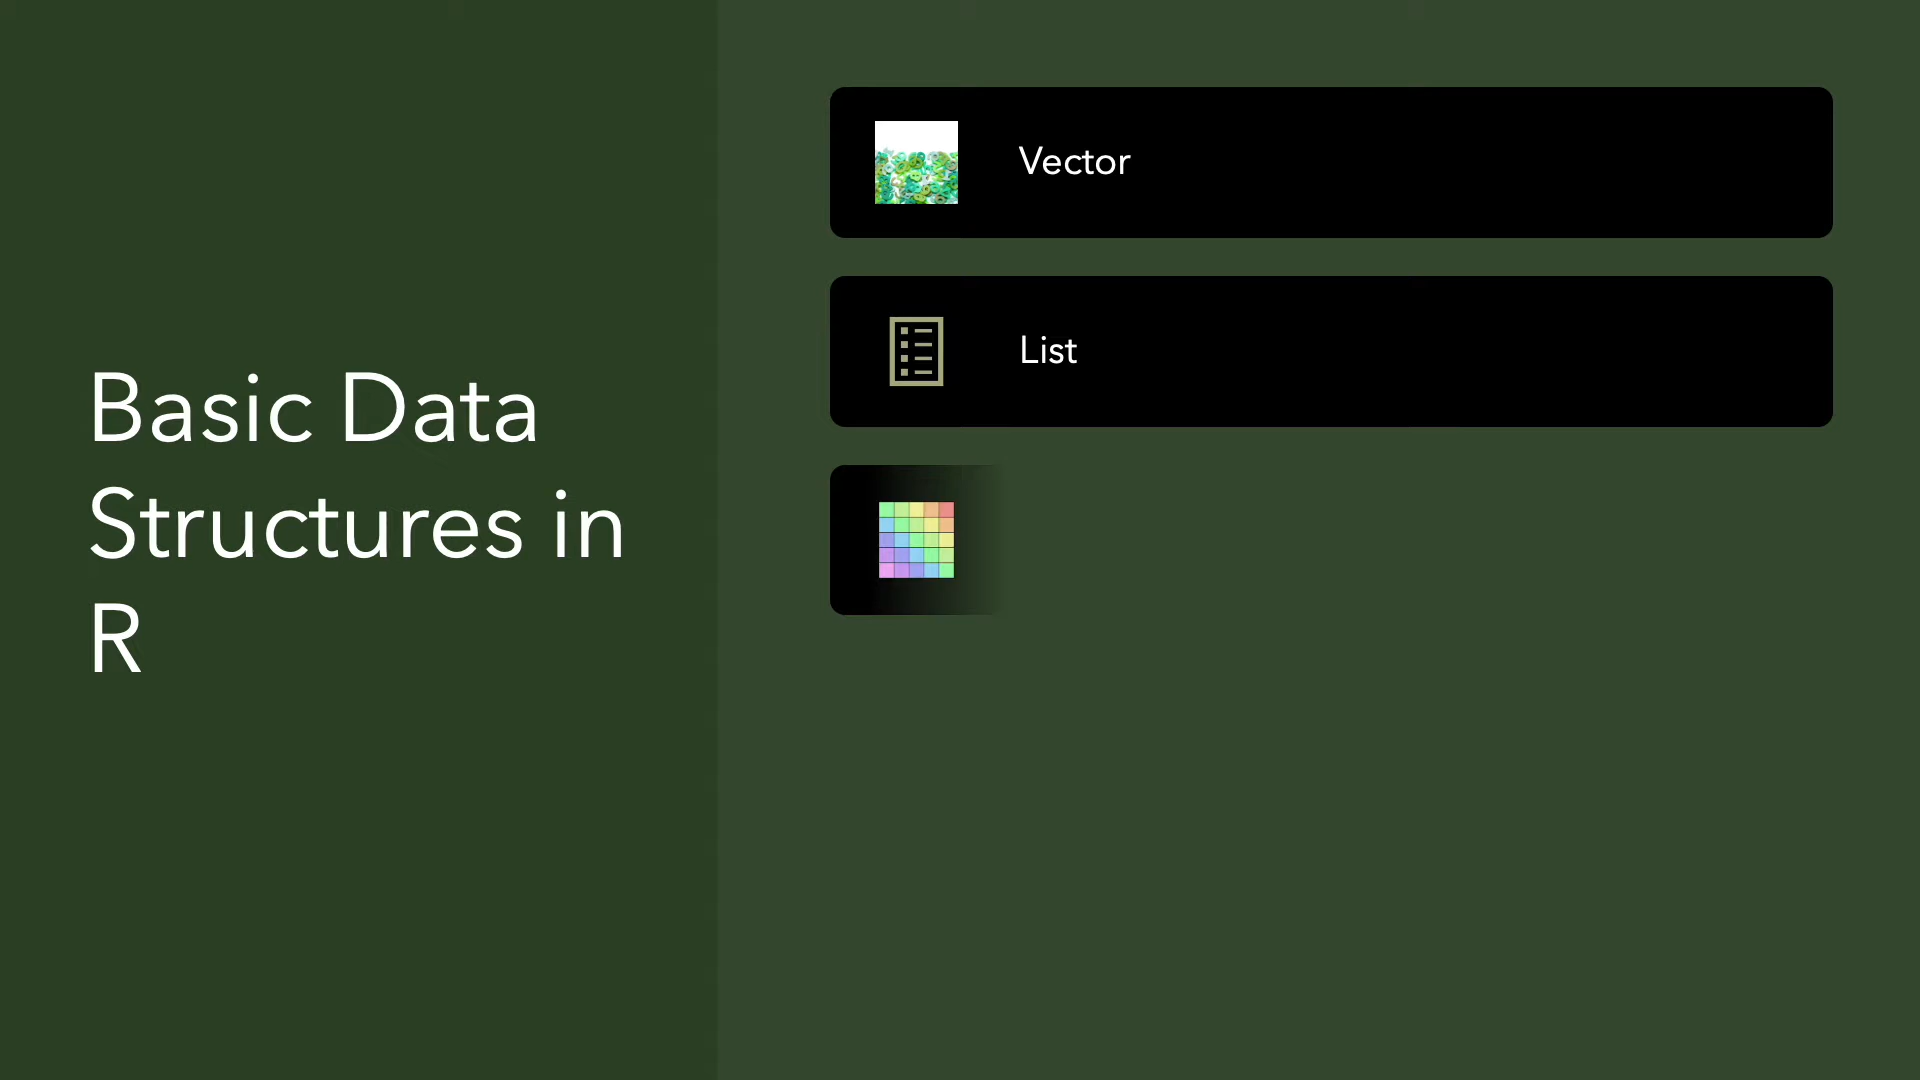 Basic Data
Structures in
R
Vector
List